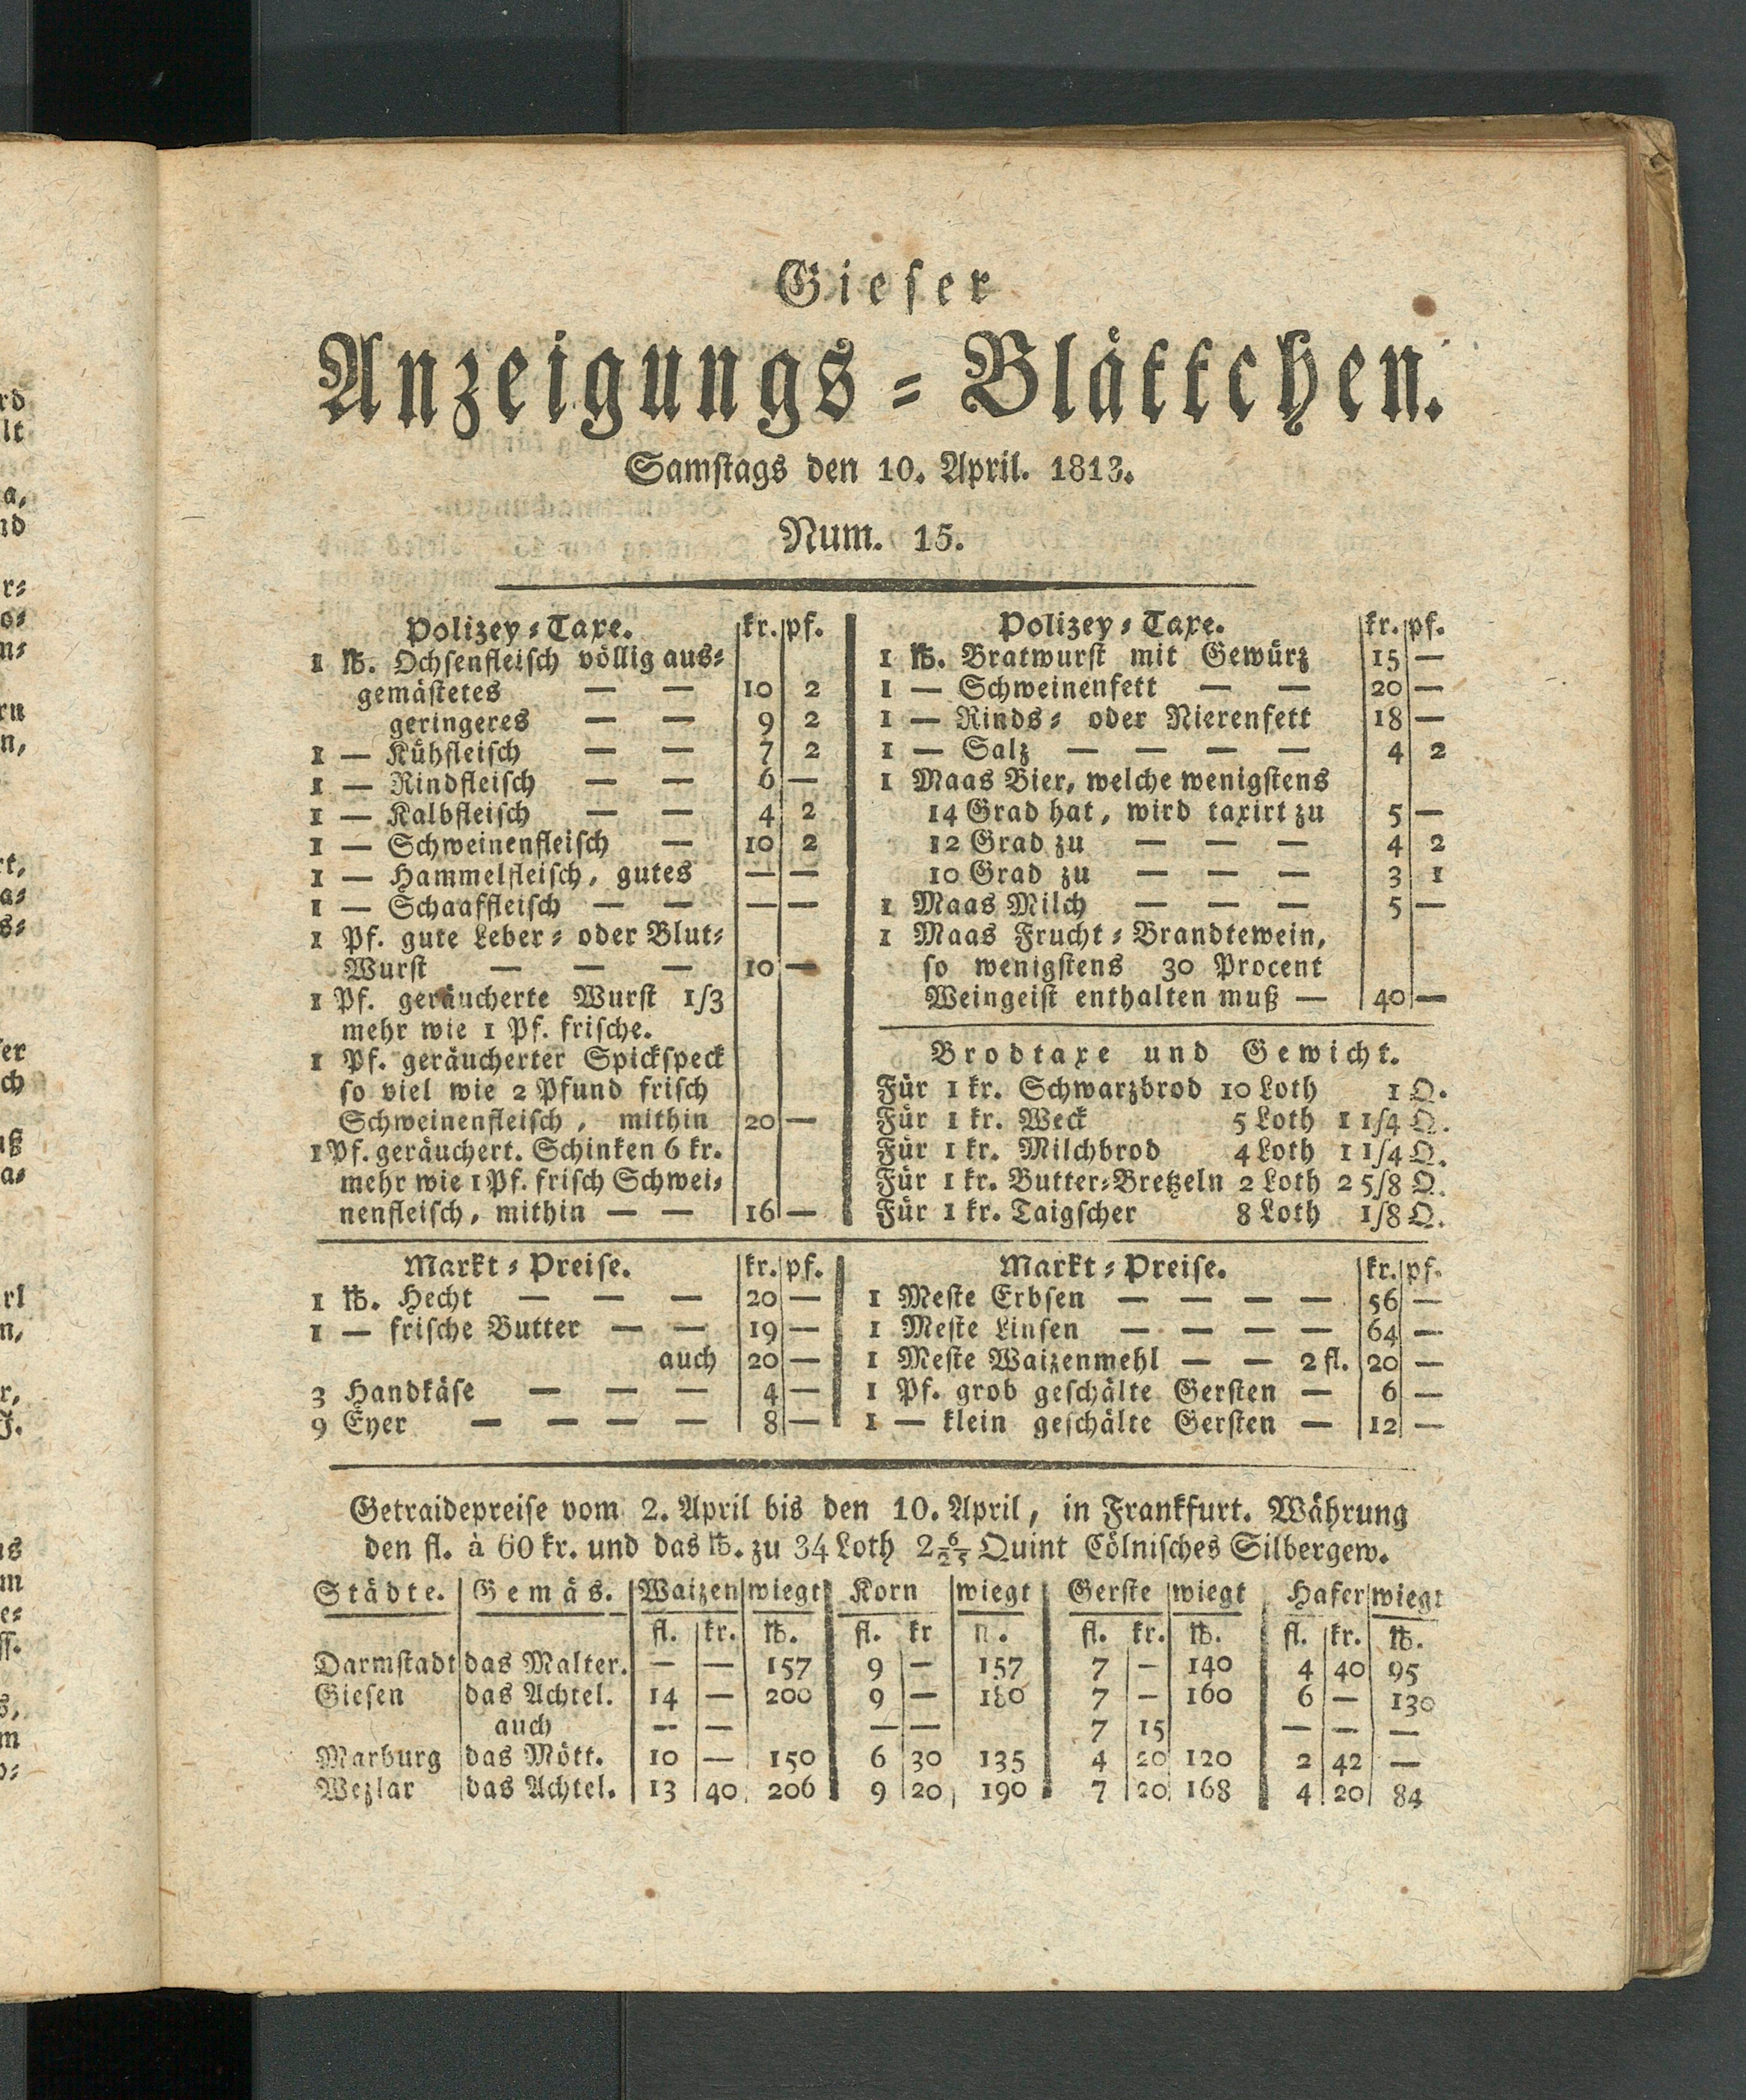 Gieser
Anzeigungs-Blåttchen.
Samstags den 10. April. 1813.
Num. 15.
Polizey-Taxe. kr. pf.
1 ℔. Ochsenfleisch völlig aus-
gemästetes — — 10 2
geringeres — — 9 2
1 — Kühfleisch — — 7 2
1 — Rindfleisch — — 6 —
1 — Kalbfleisch — — 4 2
1 — Schweinenfleisch — 10 2
1 — Hammelfleisch, gutes — —
1 — Schaaffleisch — — — —
1 Pf. gute Leber- oder Blut-
Wurst — — — 10 —
1 Pf. geräucherte Wurst 1/3
mehr wie 1 Pf. frische.
1 Pf. geräucherter Spickspeck
so viel wie 2 Pfund frisch
Schweinenfleisch, mithin 20 —
1 Pf. geräuchert. Schinken 6 kr.
mehr wie 1 Pf. frisch Schwei-
nenfleisch, mithin — — 16 —
Polizey-Taxe. kr. pf.
1 ℔. Bratwurst mit Gewürz 15 —
1 — Schweinenfett — — 20 —
1 — Rinds- oder Nierenfett 18 —
1 — Salz — — — — 4 2
1 Maas Bier, welche wenigstens
14 Grad hat, wird taxirt zu 5 —
12 Grad zu — — — 4 2
10 Grad zu — — — 3 1
1 Maas Milch — — — 5 —
1 Maas Frucht-Brandtewein,
so wenigstens 30 Procent
Weingeist enthalten muß — 40 —
Brodtaxe und Gewicht.
Für 1 kr. Schwarzbrod 10 Loth 1 Q.
Für 1 kr. Weck 5 Loth 1 1/4 Q.
Für 1 kr. Milchbrod 4 Loth 1 1/4 Q.
Für 1 kr. Butter-Bretzeln 2 Loth 2 5/8 Q.
Für 1 kr. Taigscher 8 Loth 1/8 Q.
Markt-Preise. kr. pf.
1 ℔. Hecht — — — 20 —
1 — frische Butter — — 19 —
auch 20 —
3 Handkäse — — — 4 —
9 Eyer — — — — 8 —
Markt-Preise. kr. pf.
1 Meste Erbsen — — — — 56 —
1 Meste Linsen — — — — 64 —
1 Meste Waizenmehl — — 2 fl. 20 —
1 Pf. grob geschälte Gersten — 6 —
1 — klein geschälte Gersten — 12 —
Getraidepreise vom 2. April bis den 10. April, in Frankfurt. Währung
den fl. à 60 kr. und das ℔. zu 34 Loth 2 6/25 Quint Cölnisches Silbergew.
Städte. Gemäs. Waizen wiegt Korn wiegt Gerste wiegt Hafer wiegt
fl. kr. ℔. fl. kr fl. kr. ℔. fl. kr. ℔.
Darmstadt das Malter. — — 157 9 — 157 7 — 140 4 40 95
Giesen das Achtel. 14 — 200 9 — 180 7 — 160 6 — 130
auch — — — — 7 15 — — —
Marburg das Mött. 10 — 150 6 30 135 4 20 120 2 42 —
Wezlar das Achtel. 13 40 206 9 20 190 7 20 168 4 20 84